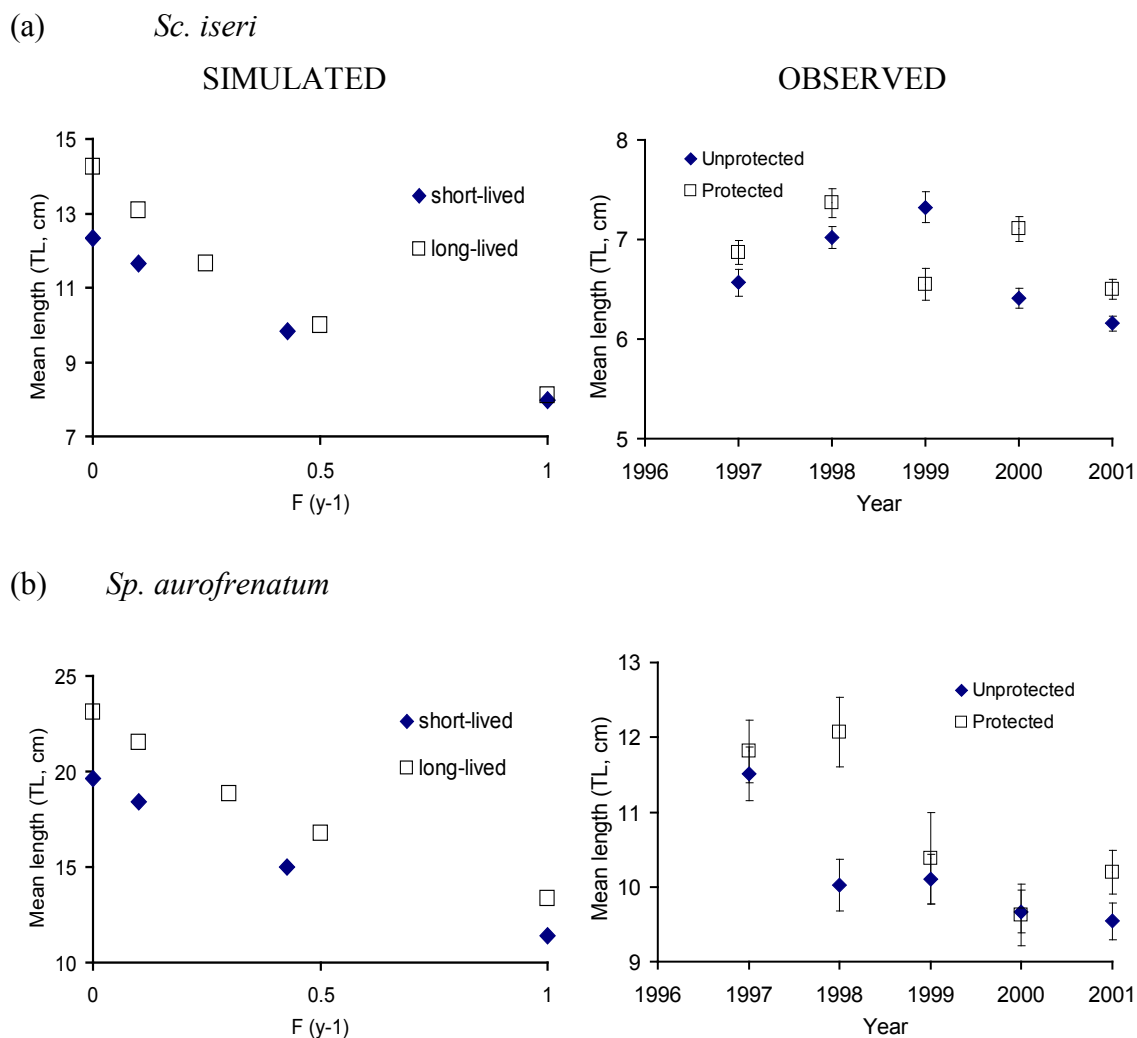 (a) Sc. iseri
SIMULATED
OBSERVED
Mean length (TL, cm)
15
13
11
9
7
0
0.5
1
F (y-1)
short-lived
long-lived
Mean length (TL, cm)
8
7
6
5
1996
1997
1998
1999
2000
2001
Year
Unprotected
Protected
(b) Sp. aurofrenatum
Mean length (TL, cm)
25
20
15
10
0
0.5
1
F (y-1)
short-lived
long-lived
Mean length (TL, cm)
13
12
11
10
9
1996
1997
1998
1999
2000
2001
Year
Unprotected
Protected